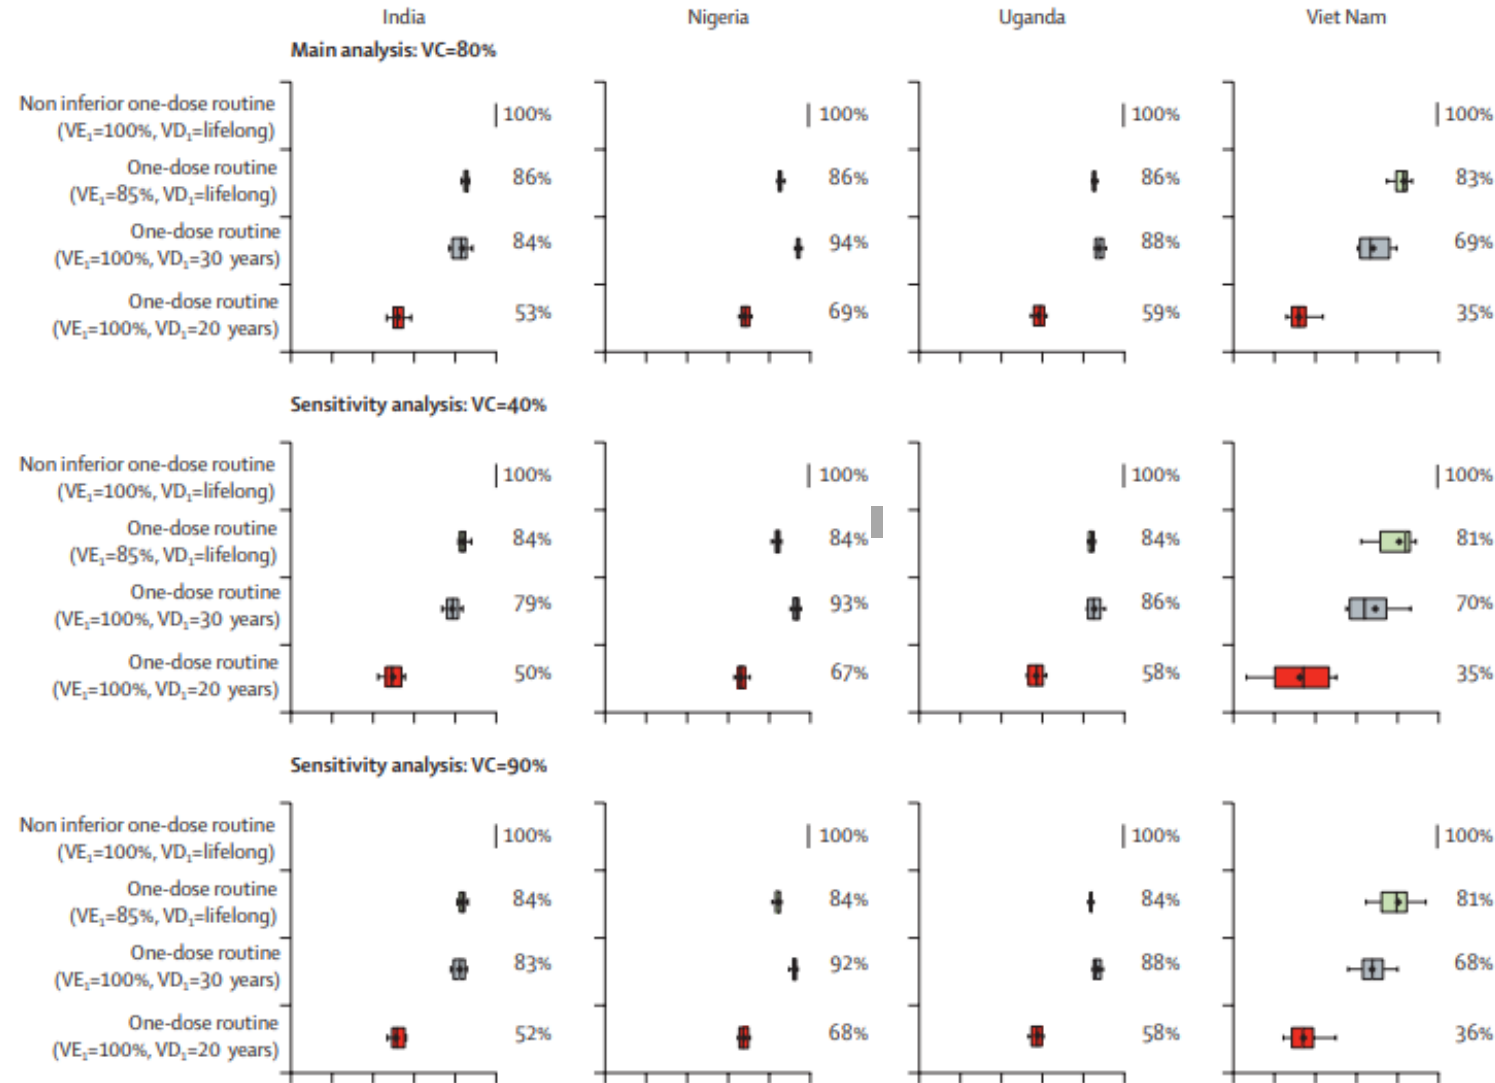 India Nigeria Uganda Viet Nam
Main analysis: VC=80%
Non inferior one-dose routine
(VE₁=100%, VD₁=lifelong)
100% 100% 100% 100%
One-dose routine
(VE₁=85%, VD₁=lifelong)
86% 86% 86% 83%
One-dose routine
(VE₁=100%, VD₁=30 years)
84% 94% 88% 69%
One-dose routine
(VE₁=100%, VD₁=20 years)
53% 69% 59% 35%
Sensitivity analysis: VC=40%
Non inferior one-dose routine
(VE₁=100%, VD₁=lifelong)
100% 100% 100% 100%
One-dose routine
(VE₁=85%, VD₁=lifelong)
84% 84% 84% 81%
One-dose routine
(VE₁=100%, VD₁=30 years)
79% 93% 86% 70%
One-dose routine
(VE₁=100%, VD₁=20 years)
50% 67% 58% 35%
Sensitivity analysis: VC=90%
Non inferior one-dose routine
(VE₁=100%, VD₁=lifelong)
100% 100% 100% 100%
One-dose routine
(VE₁=85%, VD₁=lifelong)
84% 84% 84% 81%
One-dose routine
(VE₁=100%, VD₁=30 years)
83% 92% 88% 68%
One-dose routine
(VE₁=100%, VD₁=20 years)
52% 68% 58% 36%